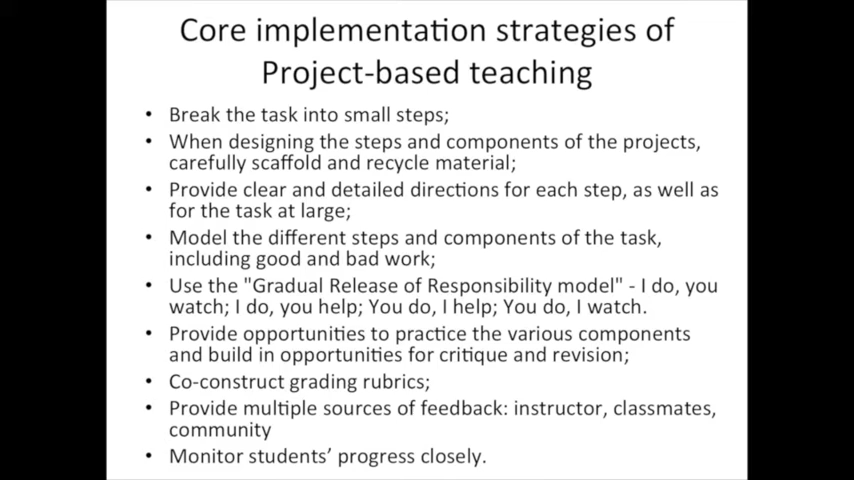 Core implementation strategies of
Project-based teaching
• Break the task into small steps;
• When designing the steps and components of the projects,
carefully scaffold and recycle material;
• Provide clear and detailed directions for each step, as well as
for the task at large;
• Model the different steps and components of the task,
including good and bad work;
• Use the "Gradual Release of Responsibility model" - I do, you
watch; I do, you help; You do, I help; You do, I watch.
• Provide opportunities to practice the various components
and build in opportunities for critique and revision;
• Co-construct grading rubrics;
• Provide multiple sources of feedback: instructor, classmates,
community
• Monitor students’ progress closely.